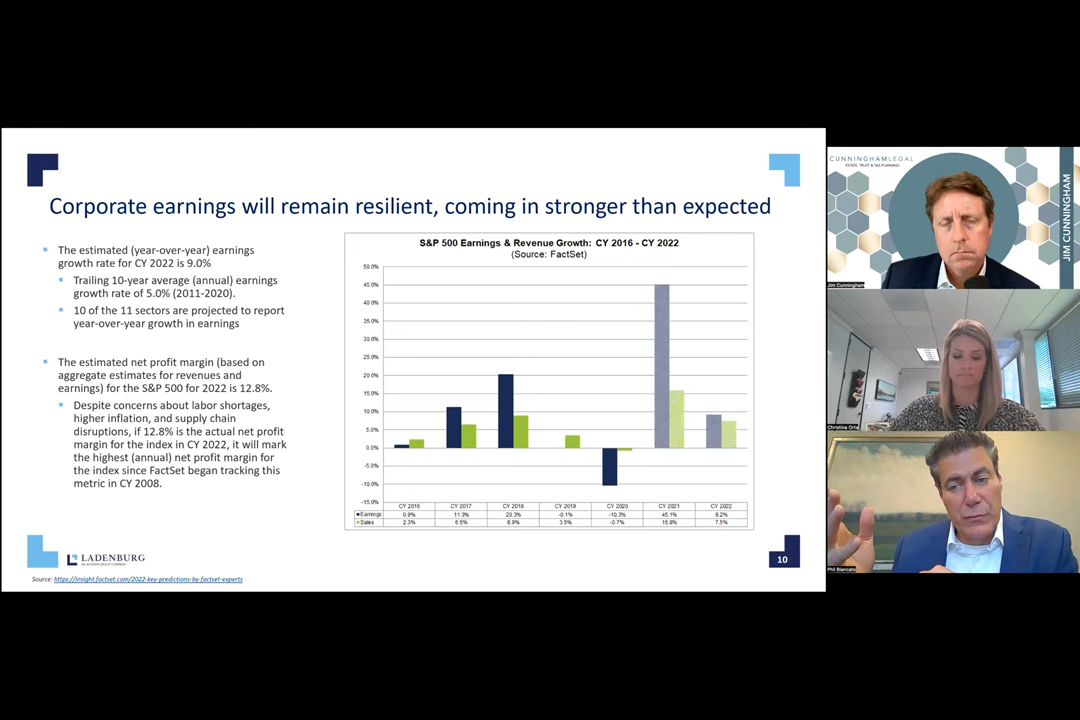 Corporate earnings will remain resilient, coming in stronger than expected
The estimated (year-over-year) earnings
growth rate for CY 2022 is 9.0%
Trailing 10-year average (annual) earnings
growth rate of 5.0% (2011-2020).
10 of the 11 sectors are projected to report
year-over-year growth in earnings
The estimated net profit margin (based on
aggregate estimates for revenues and
earnings) for the S&P 500 for 2022 is 12.8%.
Despite concerns about labor shortages,
higher inflation, and supply chain
disruptions, if 12.8% is the actual net profit
margin for the index in CY 2022, it will mark
the highest (annual) net profit margin for
the index since FactSet began tracking this
metric in CY 2008.
S&P 500 Earnings & Revenue Growth: CY 2016 - CY 2022
(Source: FactSet)
50.0%
45.0%
40.0%
35.0%
30.0%
25.0%
20.0%
15.0%
10.0%
5.0%
0.0%
-5.0%
-10.0%
-15.0%
CY 2016 CY 2017 CY 2018 CY 2019 CY 2020 CY 2021 CY 2022
Earnings 0.9% 11.3% 20.3% -0.1% -10.3% 45.1% 9.2%
Sales 2.3% 6.5% 8.9% 3.5% -0.7% 15.8% 7.5%
LADENBURG
10
Source: https://insight.factset.com/2022-key-predictions-by-factset-experts
CUNNINGHAMLEGAL
ESTATE, TRUST & TAX PLANNING
JIM CUNNINGHAM
Jim Cunningham
Christina Orta
Phil Blancato